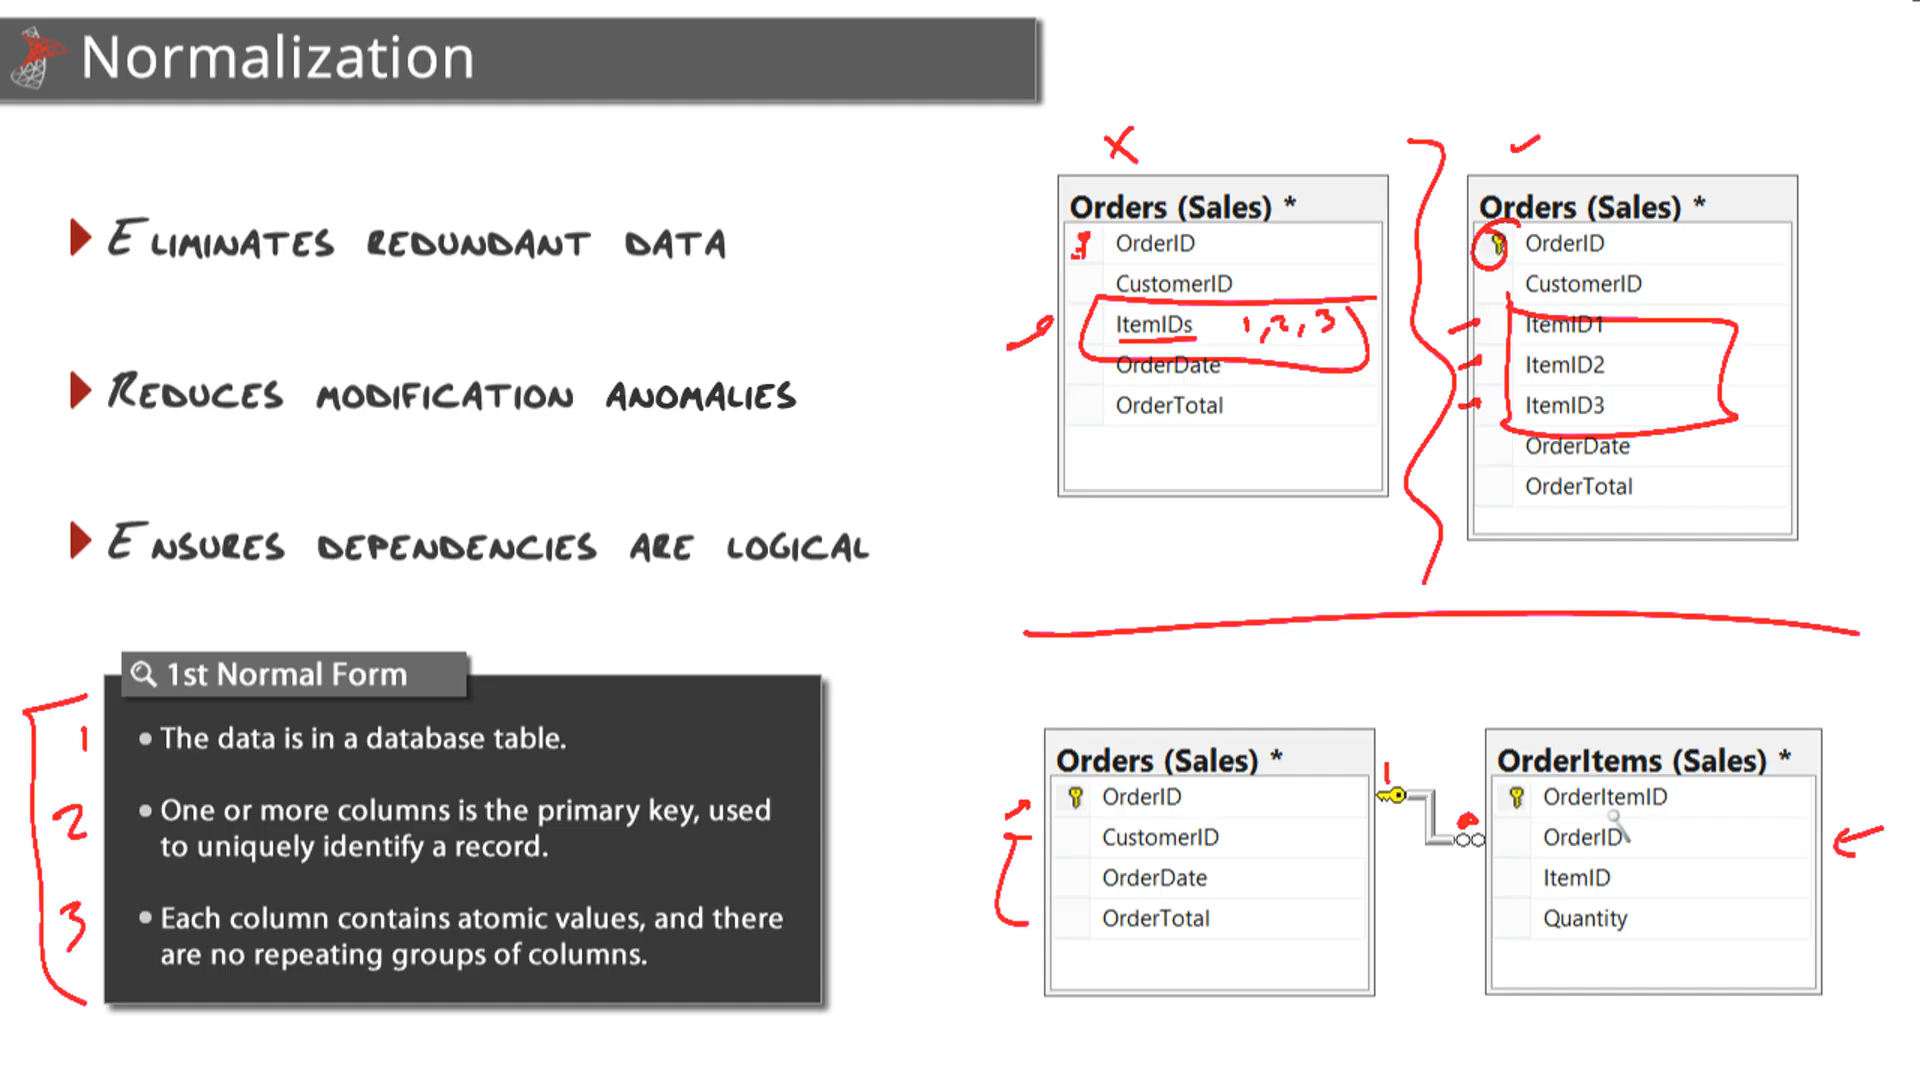 Normalization
ELIMINATES REDUNDANT DATA
REDUCES MODIFICATION ANOMALIES
ENSURES DEPENDENCIES ARE LOGICAL
1st Normal Form
1 • The data is in a database table.
2 • One or more columns is the primary key, used
to uniquely identify a record.
3 • Each column contains atomic values, and there
are no repeating groups of columns.
Orders (Sales) *
OrderID
CustomerID
ItemIDs 1,2,3
OrderDate
OrderTotal
Orders (Sales) *
OrderID
CustomerID
ItemID1
ItemID2
ItemID3
OrderDate
OrderTotal
Orders (Sales) *
OrderID
CustomerID
OrderDate
OrderTotal
1
OrderItems (Sales) *
OrderItemID
OrderID
ItemID
Quantity